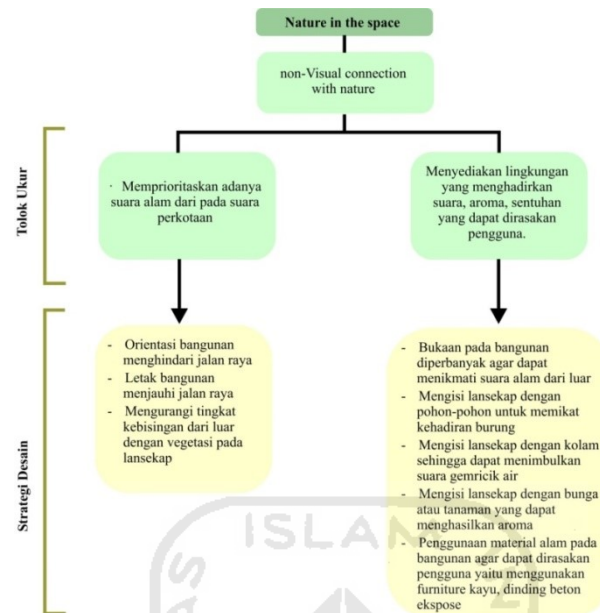 Nature in the space
non-Visual connection
with nature
Tolok Ukur
· Memprioritaskan adanya
suara alam dari pada suara
perkotaan
Menyediakan lingkungan
yang menghadirkan
suara, aroma, sentuhan
yang dapat dirasakan
pengguna.
Strategi Desain
- Orientasi bangunan
menghindari jalan raya
- Letak bangunan
menjauhi jalan raya
- Mengurangi tingkat
kebisingan dari luar
dengan vegetasi pada
lansekap
- Bukaan pada bangunan
diperbanyak agar dapat
menikmati suara alam dari luar
- Mengisi lansekap dengan
pohon-pohon untuk memikat
kehadiran burung
- Mengisi lansekap dengan kolam
sehingga dapat menimbulkan
suara gemricik air
- Mengisi lansekap dengan bunga
atau tanaman yang dapat
menghasilkan aroma
- Penggunaan material alam pada
bangunan agar dapat dirasakan
pengguna yaitu menggunakan
furniture kayu, dinding beton
ekspose
ISLAM